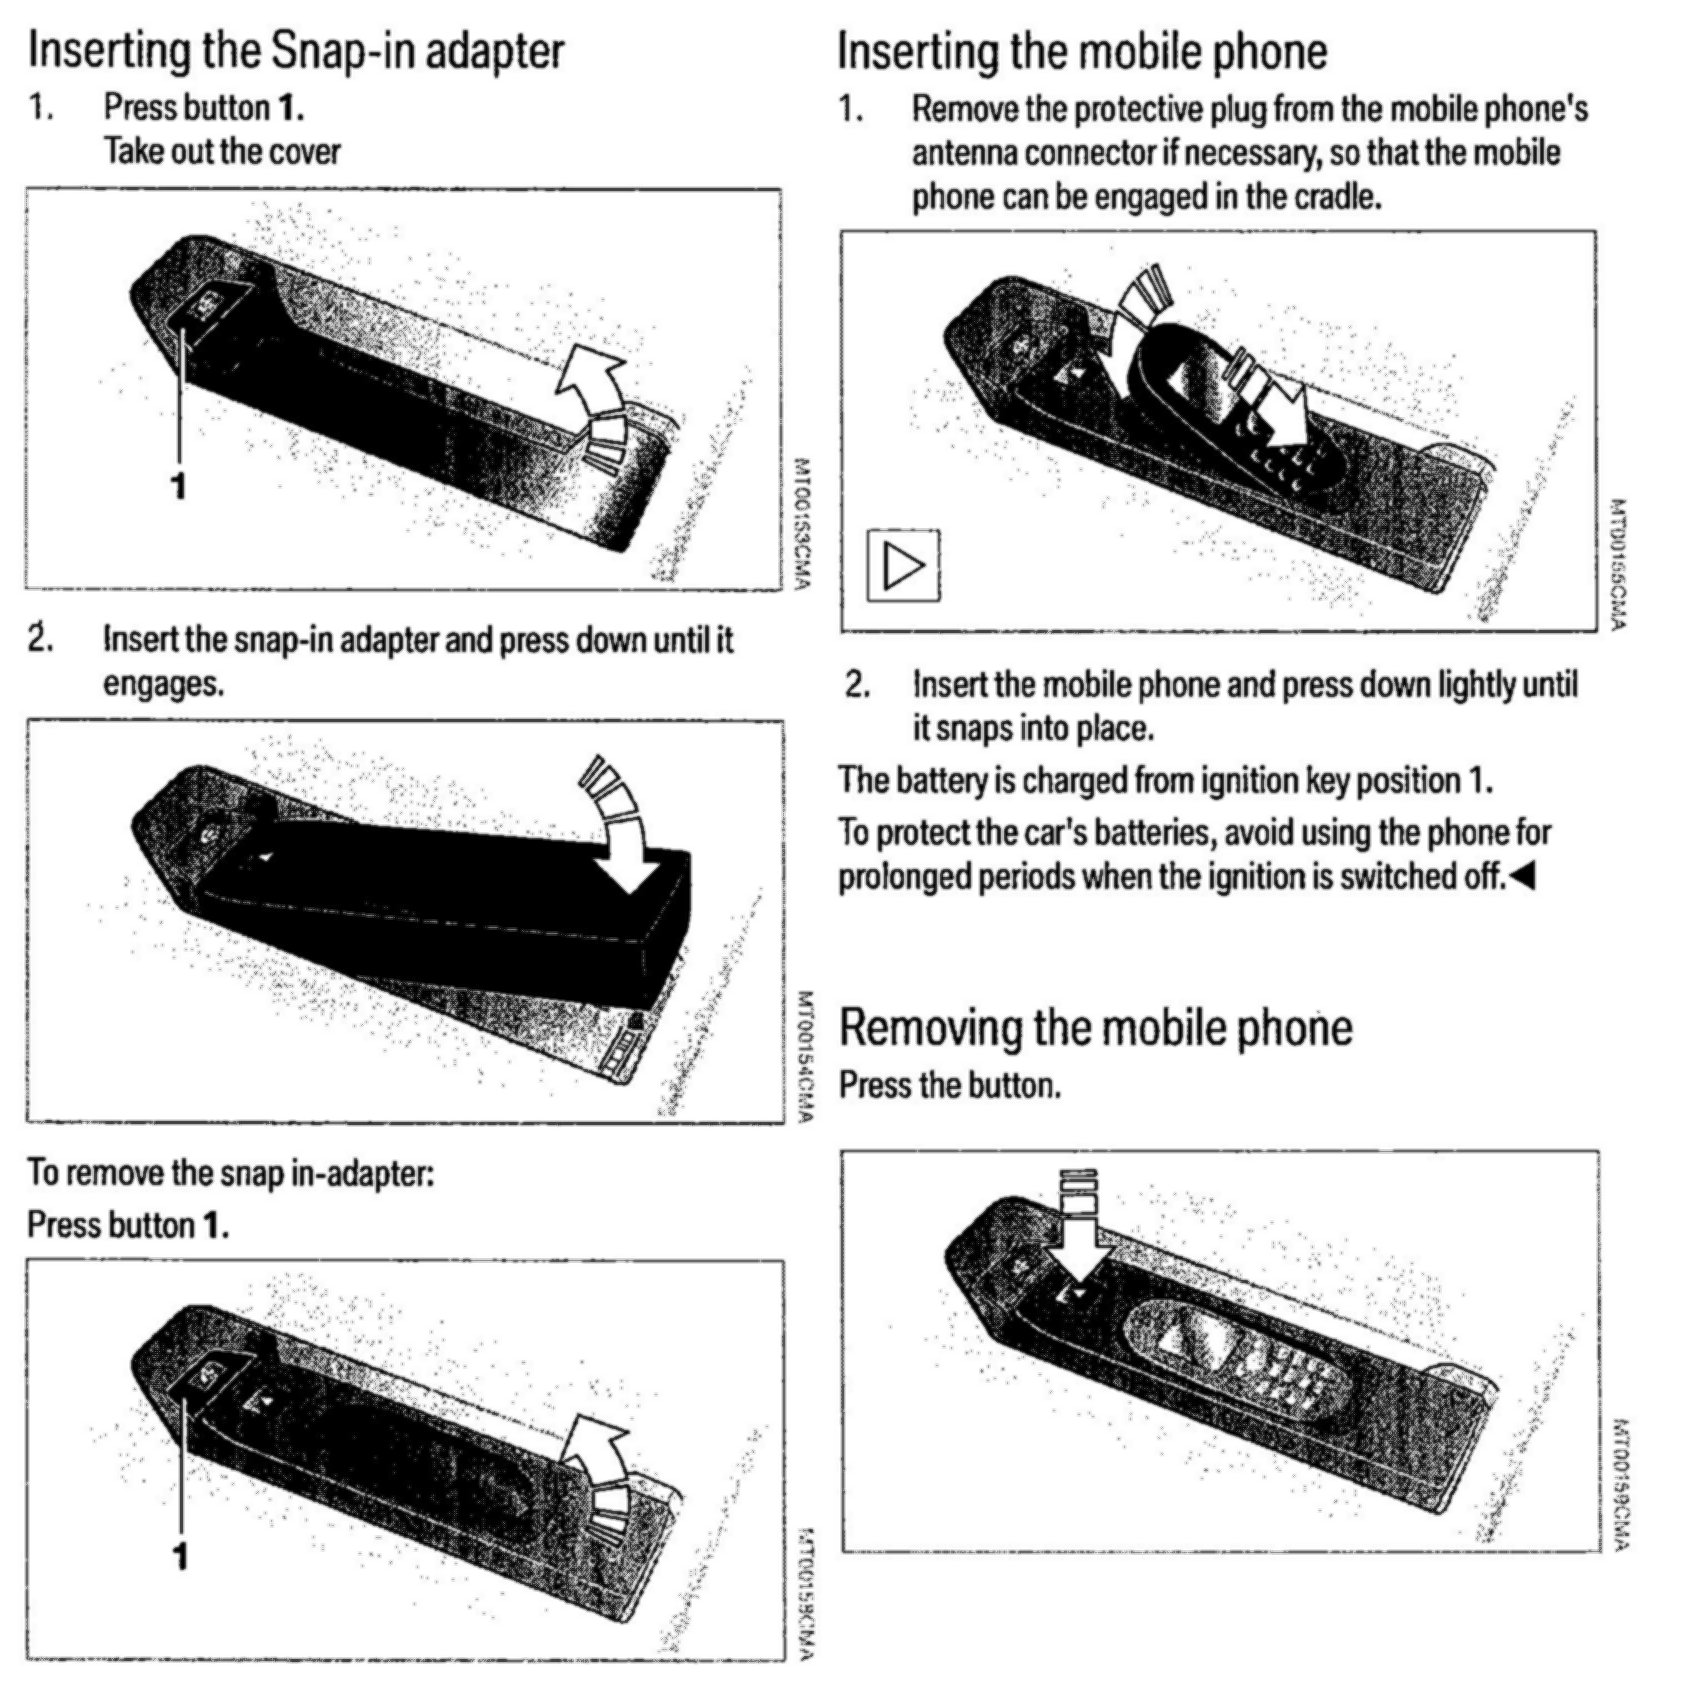 Inserting the Snap-in adapter
1. Press button 1.
Take out the cover
1
MT00153CMA
2. Insert the snap-in adapter and press down until it
engages.
MT00154CMA
To remove the snap in-adapter:
Press button 1.
1
MT00158CMA
Inserting the mobile phone
1. Remove the protective plug from the mobile phone's
antenna connector if necessary, so that the mobile
phone can be engaged in the cradle.
MT00155CMA
2. Insert the mobile phone and press down lightly until
it snaps into place.
The battery is charged from ignition key position 1.
To protect the car's batteries, avoid using the phone for
prolonged periods when the ignition is switched off.◀
Removing the mobile phone
Press the button.
MT00159CMA